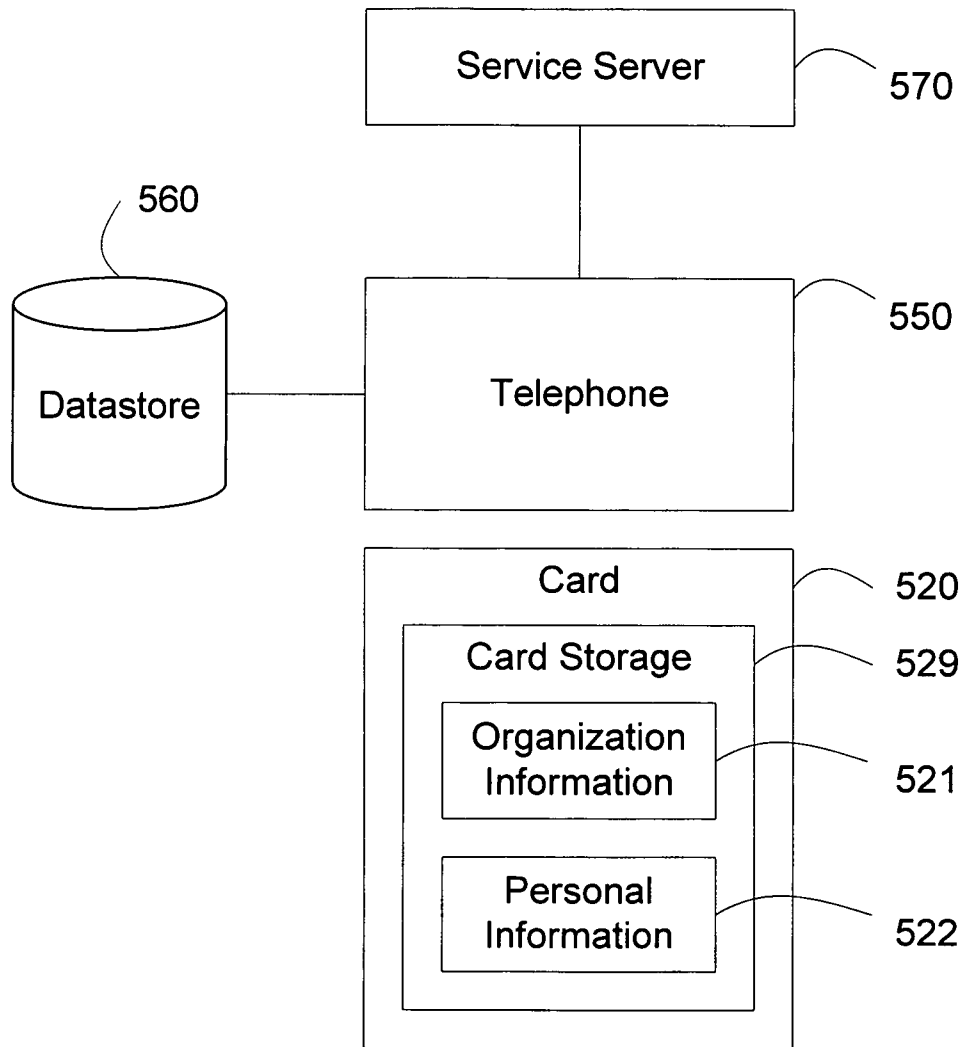 Service Server
570
560
550
Telephone
Datastore
Card
520
Card Storage
529
Organization
Information
521
Personal
Information
522